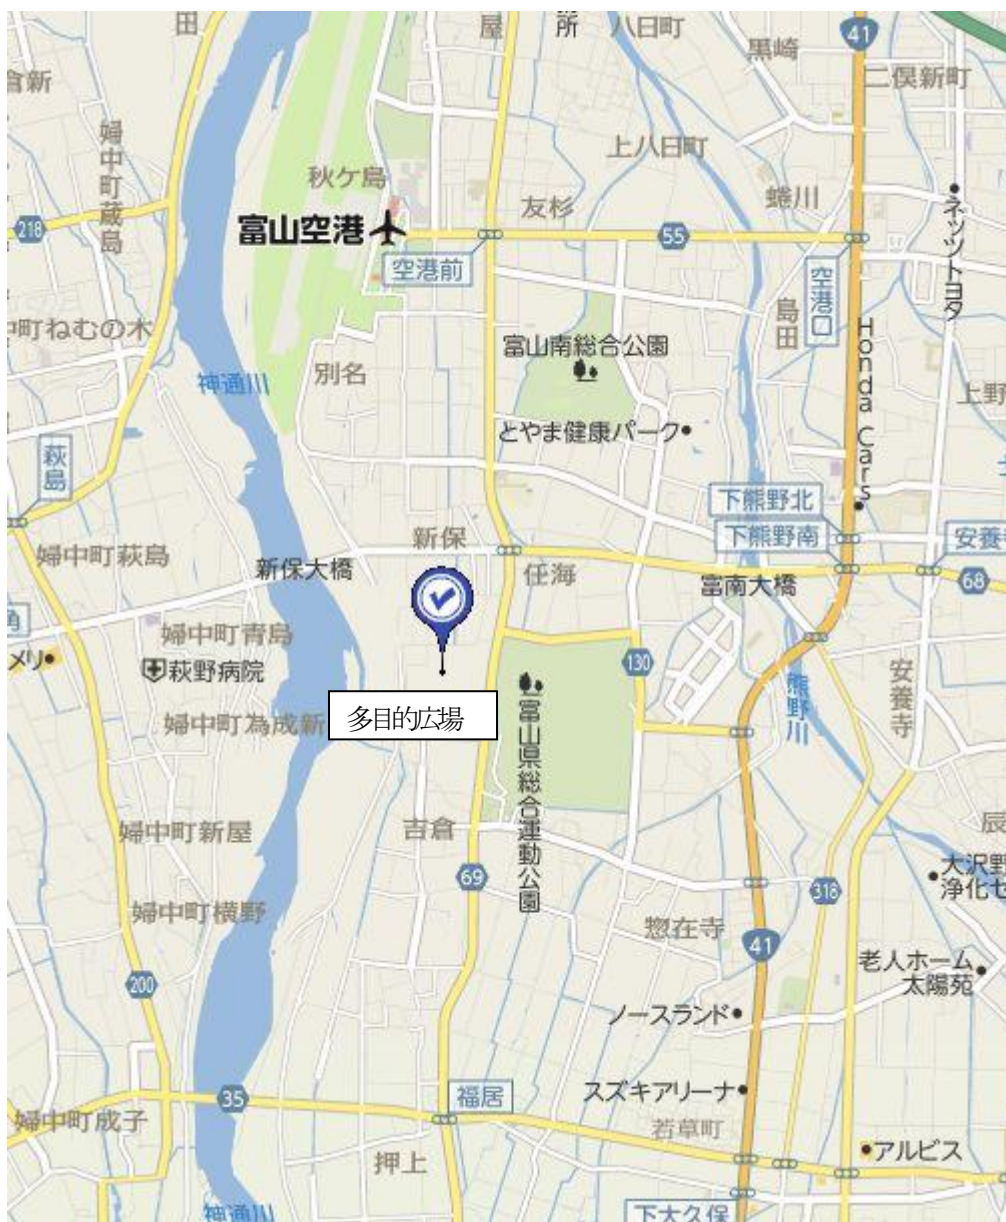 田
屋
所
八日町
41
黒崎
倉新
二俣新町
婦中町蔵島
上八日町
秋ケ島
蜷川
ネッツトヨタ
友杉
218
富山空港
55
空港前
空港口
島田
中町ねむの木
富山南総合公園
Honda Cars
神通川
別名
上野
とやま健康パーク
萩島
下熊野北
新保
下熊野南
安養
婦中町萩島
新保大橋
任海
富南大橋
68
婦中町青島
メリ
萩野病院
130
安養寺
熊野川
多目的広場
婦中町為成新
富山県総合運動公園
吉倉
婦中町新屋
辰
69
318
大沢野
浄化セ
婦中町横野
惣在寺
41
老人ホーム
太陽苑
200
ノースランド
35
福居
スズキアリーナ
婦中町成子
若草町
押上
アルビス
神通川
下大久保